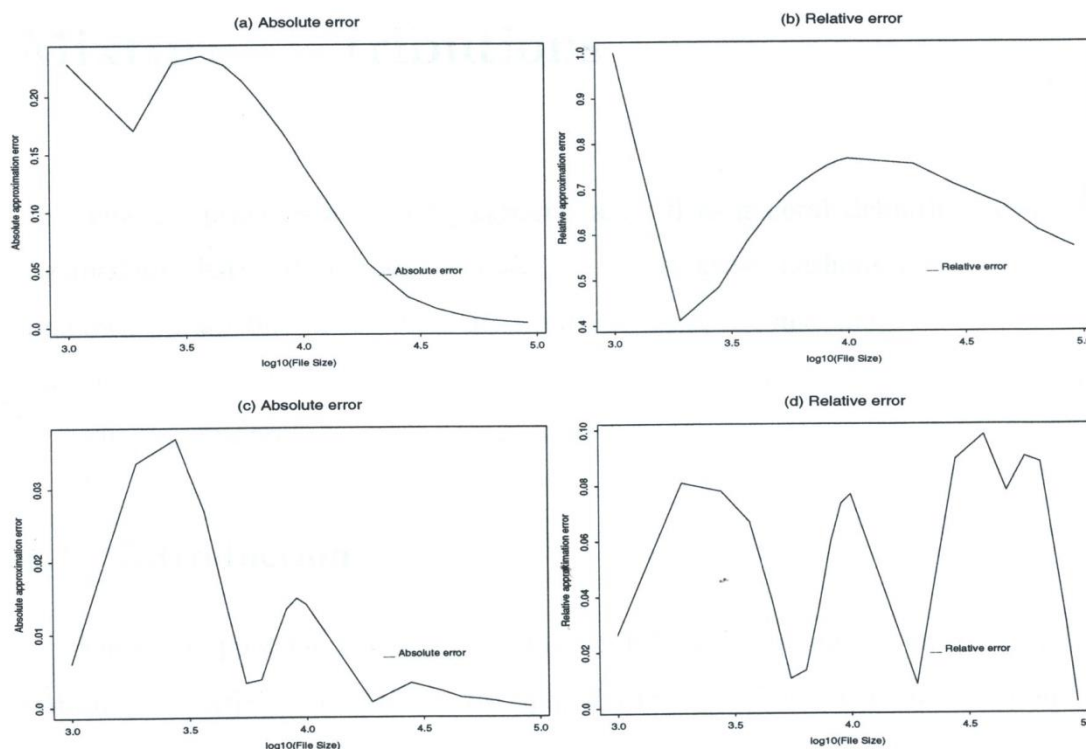 (a) Absolute error
Absolute approximation error
0.20
0.15
0.10
0.05
0.0
Absolute error
3.0 3.5 4.0 4.5 5.0
log10(File Size)
(b) Relative error
Relative approximation error
1.0
0.9
0.8
0.7
0.6
0.5
0.4
Relative error
3.0 3.5 4.0 4.5 5.0
log10(File Size)
(c) Absolute error
Absolute approximation error
0.03
0.02
0.01
0.0
Absolute error
3.0 3.5 4.0 4.5 5.0
log10(File Size)
(d) Relative error
Relative approximation error
0.10
0.08
0.06
0.04
0.02
0.0
Relative error
3.0 3.5 4.0 4.5 5.0
log10(File Size)